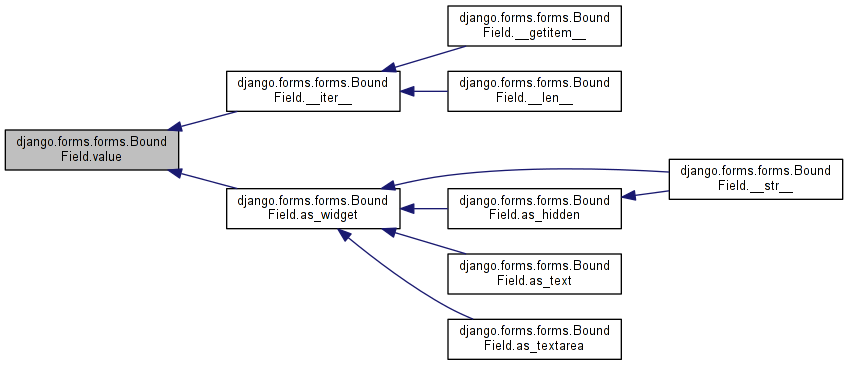 django.forms.forms.Bound
Field.__getitem__
django.forms.forms.Bound
Field.__iter__
django.forms.forms.Bound
Field.__len__
django.forms.forms.Bound
Field.value
django.forms.forms.Bound
Field.__str__
django.forms.forms.Bound
Field.as_widget
django.forms.forms.Bound
Field.as_hidden
django.forms.forms.Bound
Field.as_text
django.forms.forms.Bound
Field.as_textarea